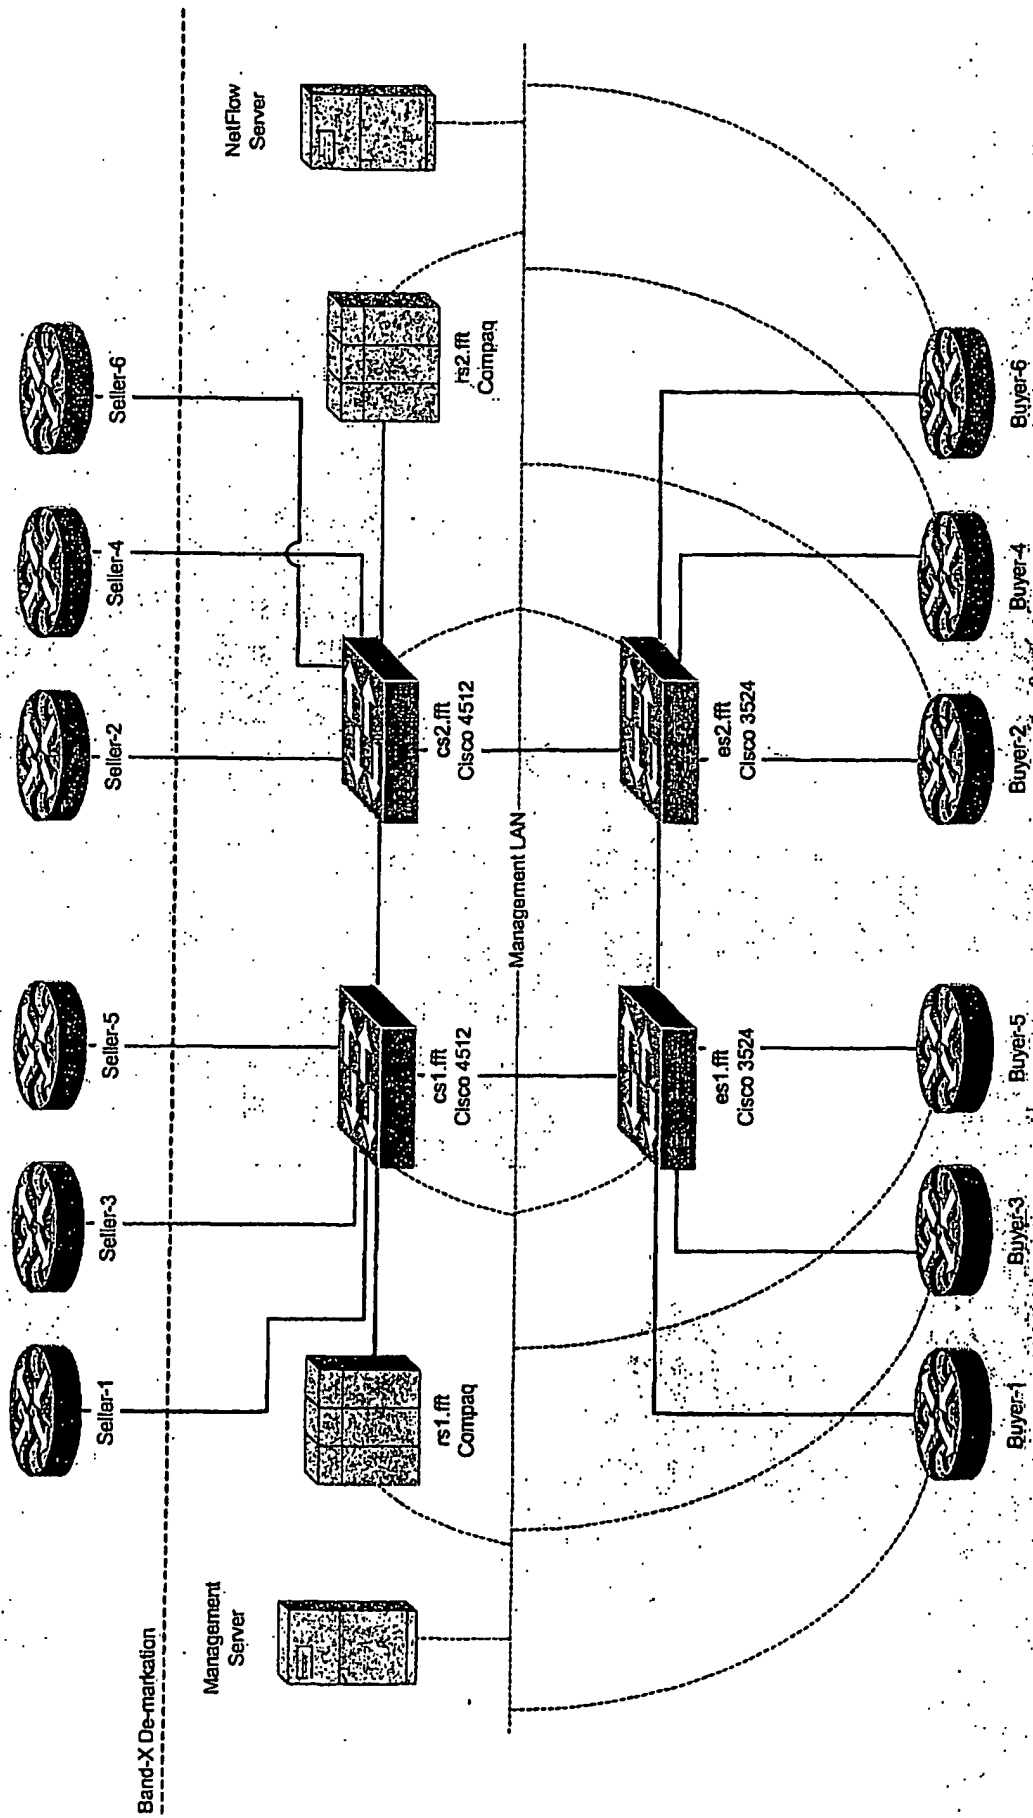 Seller-1
Seller-3
Seller-5
Seller-2
Seller-4
Seller-6
Band-X De-markation
Management
Server
rs1.fft
Compaq
cs1.fft
Cisco 4512
cs2.fft
Cisco 4512
rs2.fft
Compaq
NetFlow
Server
Management LAN
es1.fft
Cisco 3524
es2.fft
Cisco 3524
Buyer-1
Buyer-3
Buyer-5
Buyer-2
Buyer-4
Buyer-6